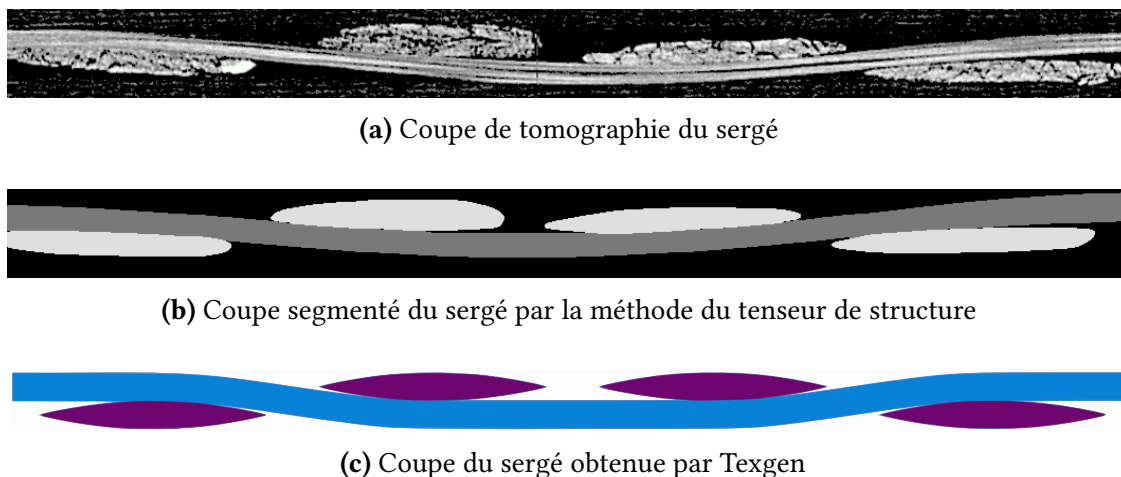 (a) Coupe de tomographie du sergé
(b) Coupe segmenté du sergé par la méthode du tenseur de structure
(c) Coupe du sergé obtenue par Texgen